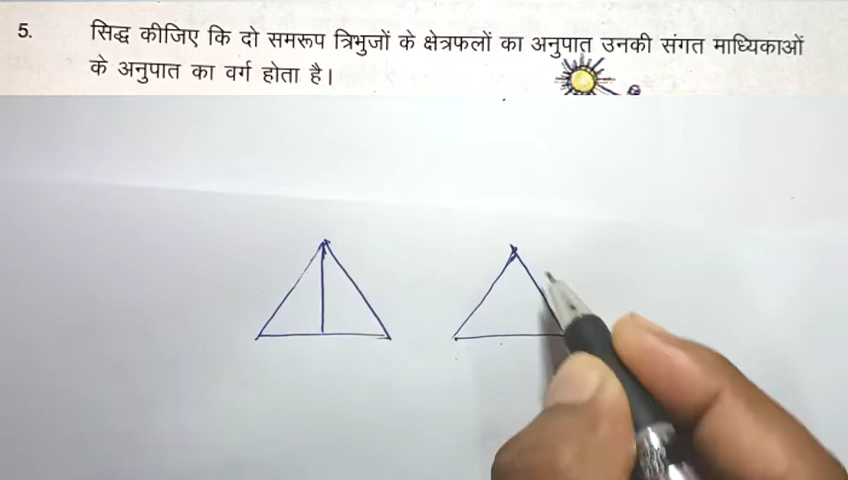 5. सिद्ध कीजिए कि दो समरूप त्रिभुजों के क्षेत्रफलों का अनुपात उनकी संगत माध्यिकाओं
के अनुपात का वर्ग होता है।